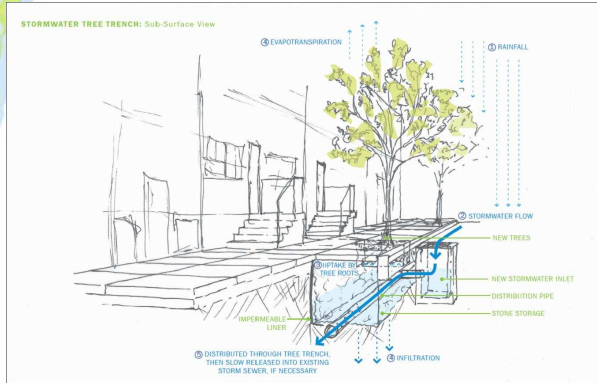 STORMWATER TREE TRENCH: Sub-Surface View
④ EVAPOTRANSPIRATION
① RAINFALL
② STORMWATER FLOW
NEW TREES
③ UPTAKE BY
TREE ROOTS
NEW STORMWATER INLET
DISTRIBUTION PIPE
STONE STORAGE
IMPERMEABLE
LINER
⑤ DISTRIBUTED THROUGH TREE TRENCH,
THEN SLOW RELEASED INTO EXISTING
STORM SEWER, IF NECESSARY
④ INFILTRATION